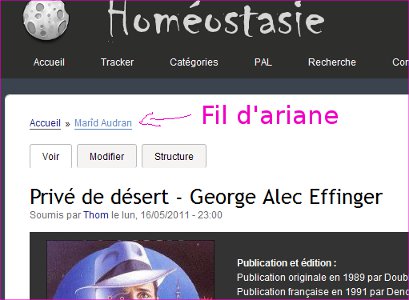 Homéostasie
Accueil Tracker Catégories PAL Recherche
Accueil » Marîd Audran
Fil d'ariane
Voir Modifier Structure
Privé de désert - George Alec Effinger
Soumis par Thom le lun, 16/05/2011 - 23:00
Publication et édition :
Publication originale en 1989 par Doub
Publication française en 1991 par Deno